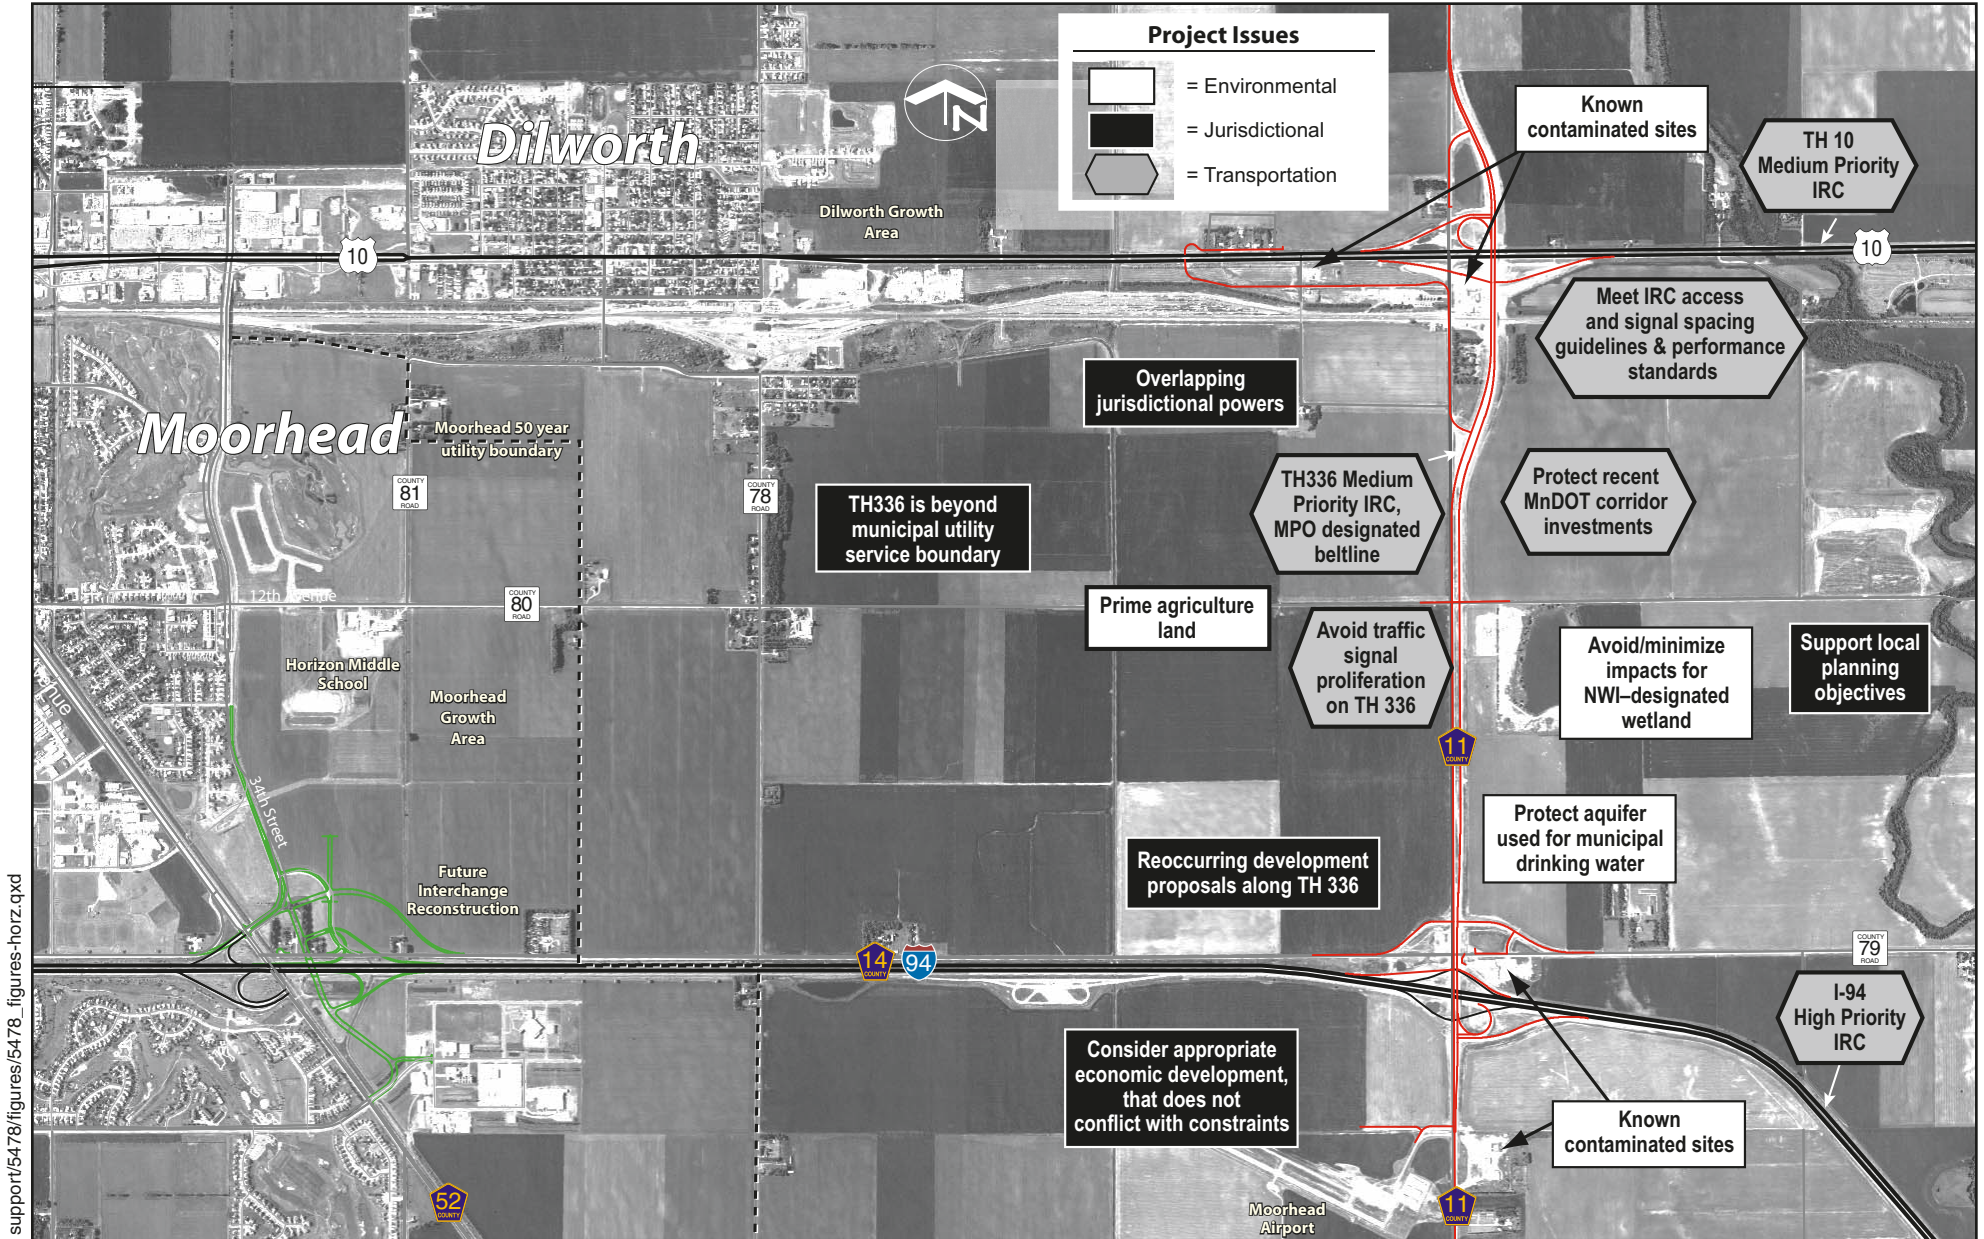 Project Issues
= Environmental
= Jurisdictional
= Transportation
N
Known
contaminated sites
TH 10
Medium Priority
IRC
Dilworth
Dilworth Growth
Area
10
10
Meet IRC access
and signal spacing
guidelines & performance
standards
Overlapping
jurisdictional powers
Moorhead
Moorhead 50 year
utility boundary
COUNTY
81
ROAD
COUNTY
78
ROAD
TH336 is beyond
municipal utility
service boundary
TH336 Medium
Priority IRC,
MPO designated
beltline
Protect recent
MnDOT corridor
investments
12th Avenue
COUNTY
80
ROAD
Prime agriculture
land
Avoid traffic
signal
proliferation
on TH 336
Avoid/minimize
impacts for
NWI–designated
wetland
Support local
planning
objectives
Horizon Middle
School
Moorhead
Growth
Area
enue
11
COUNTY
34th Street
Protect aquifer
used for municipal
drinking water
Reoccurring development
proposals along TH 336
Future
Interchange
Reconstruction
14
COUNTY
94
COUNTY
79
ROAD
I-94
High Priority
IRC
Consider appropriate
economic development,
that does not
conflict with constraints
Known
contaminated sites
52
COUNTY
Moorhead
Airport
11
COUNTY
support/5478/figures/5478_figures-horz.qxd